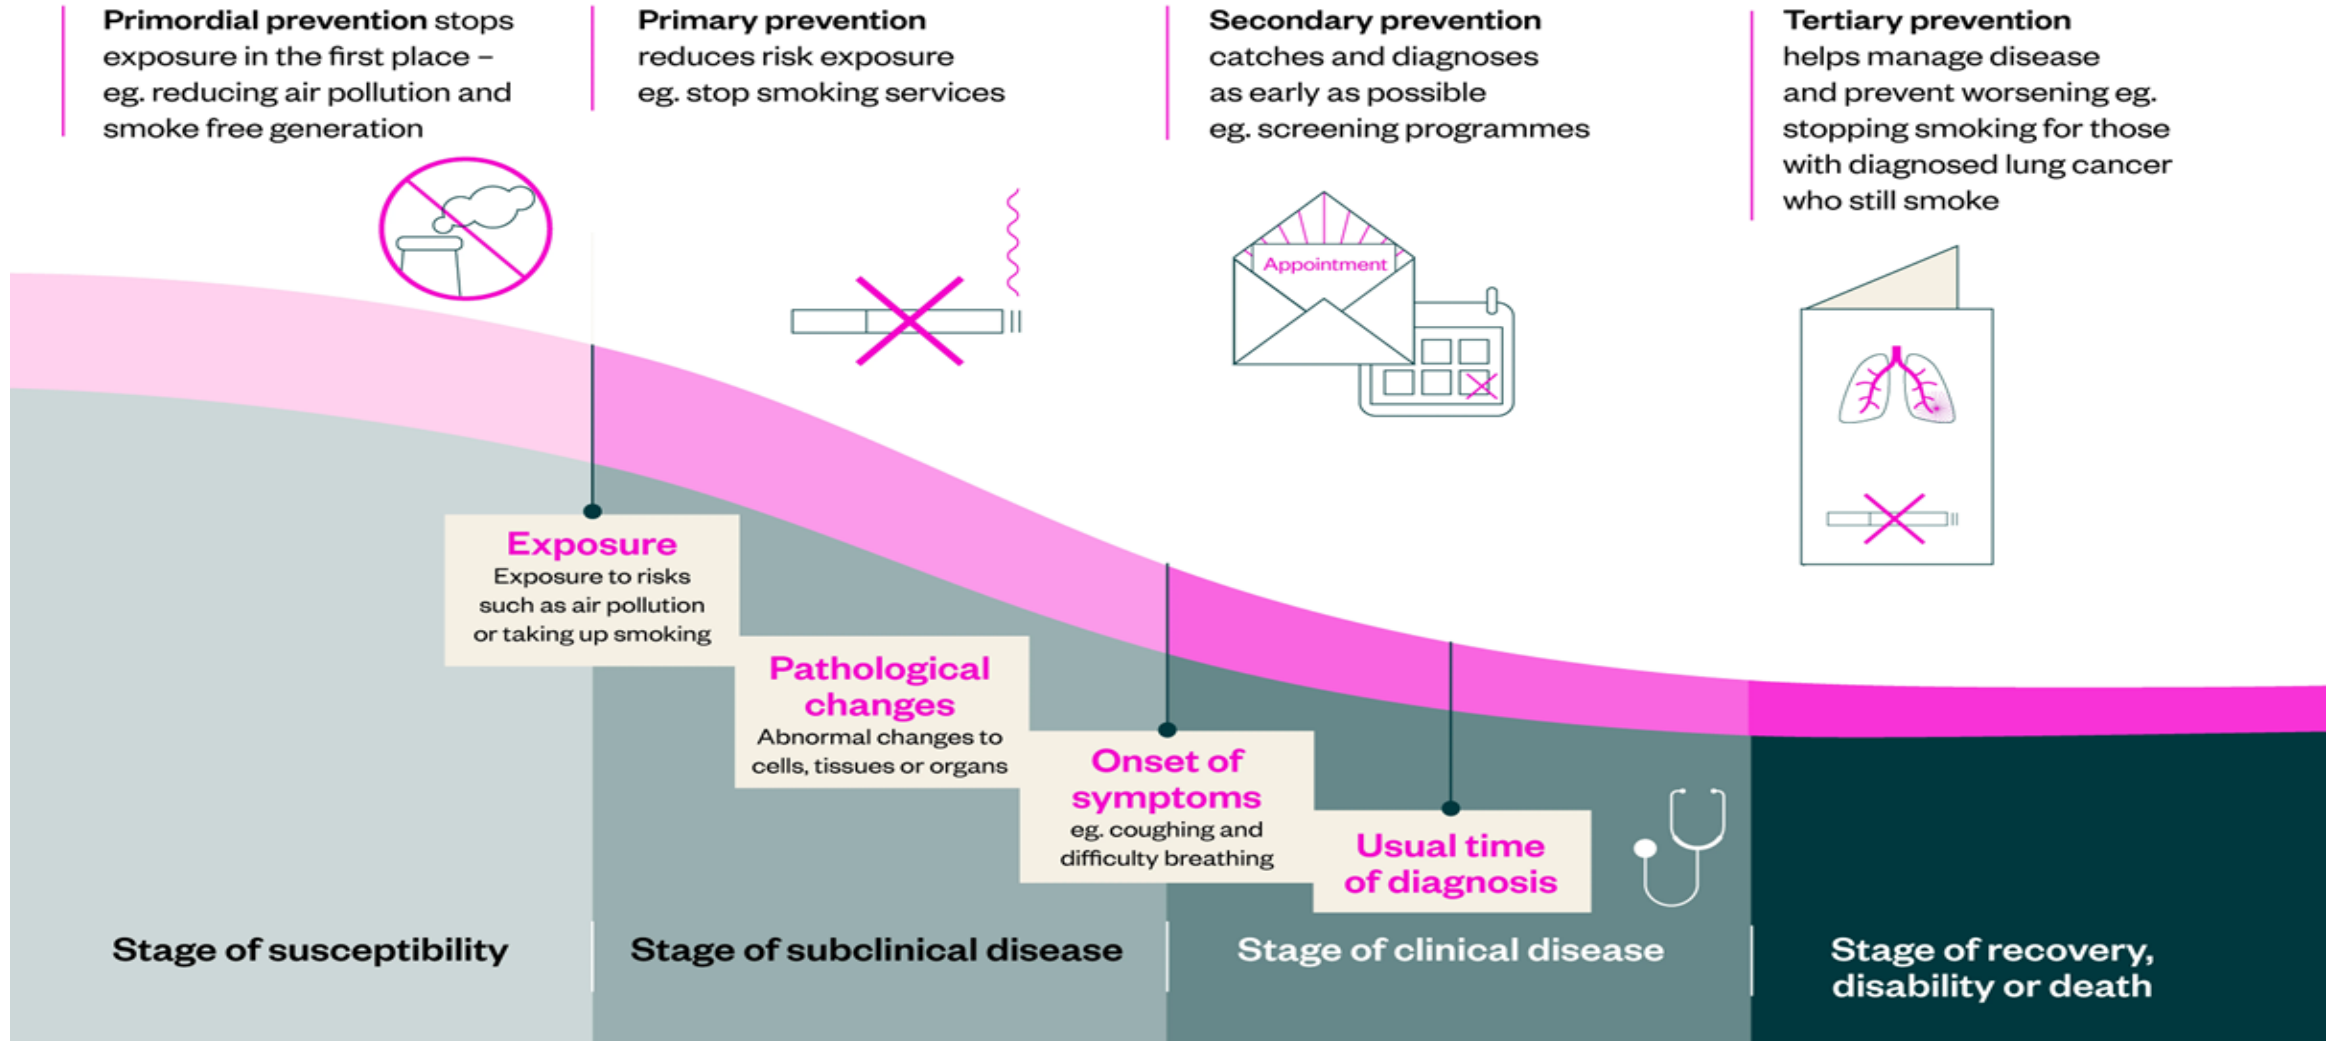 Primordial prevention stops
exposure in the first place –
eg. reducing air pollution and
smoke free generation
Primary prevention
reduces risk exposure
eg. stop smoking services
Secondary prevention
catches and diagnoses
as early as possible
eg. screening programmes
Tertiary prevention
helps manage disease
and prevent worsening eg.
stopping smoking for those
with diagnosed lung cancer
who still smoke
Appointment
Exposure
Exposure to risks
such as air pollution
or taking up smoking
Pathological
changes
Abnormal changes to
cells, tissues or organs
Onset of
symptoms
eg. coughing and
difficulty breathing
Usual time
of diagnosis
Stage of susceptibility
Stage of subclinical disease
Stage of clinical disease
Stage of recovery,
disability or death